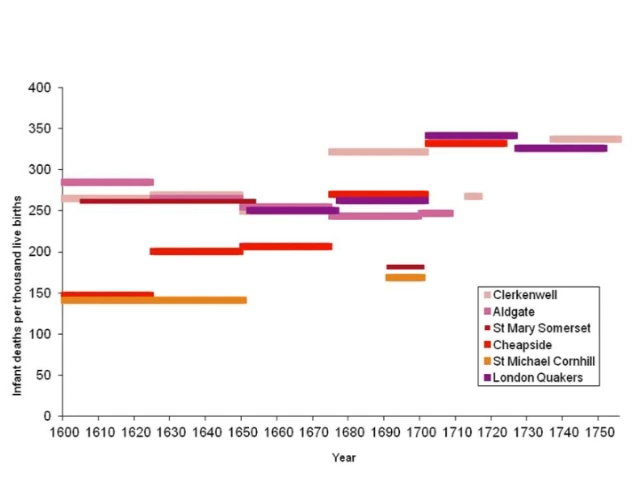 400
350
300
250
200
150
100
50
0
Infant deaths per thousand live births
1600 1610 1620 1630 1640 1650 1660 1670 1680 1690 1700 1710 1720 1730 1740 1750
Year
Clerkenwell
Aldgate
St Mary Somerset
Cheapside
St Michael Cornhill
London Quakers